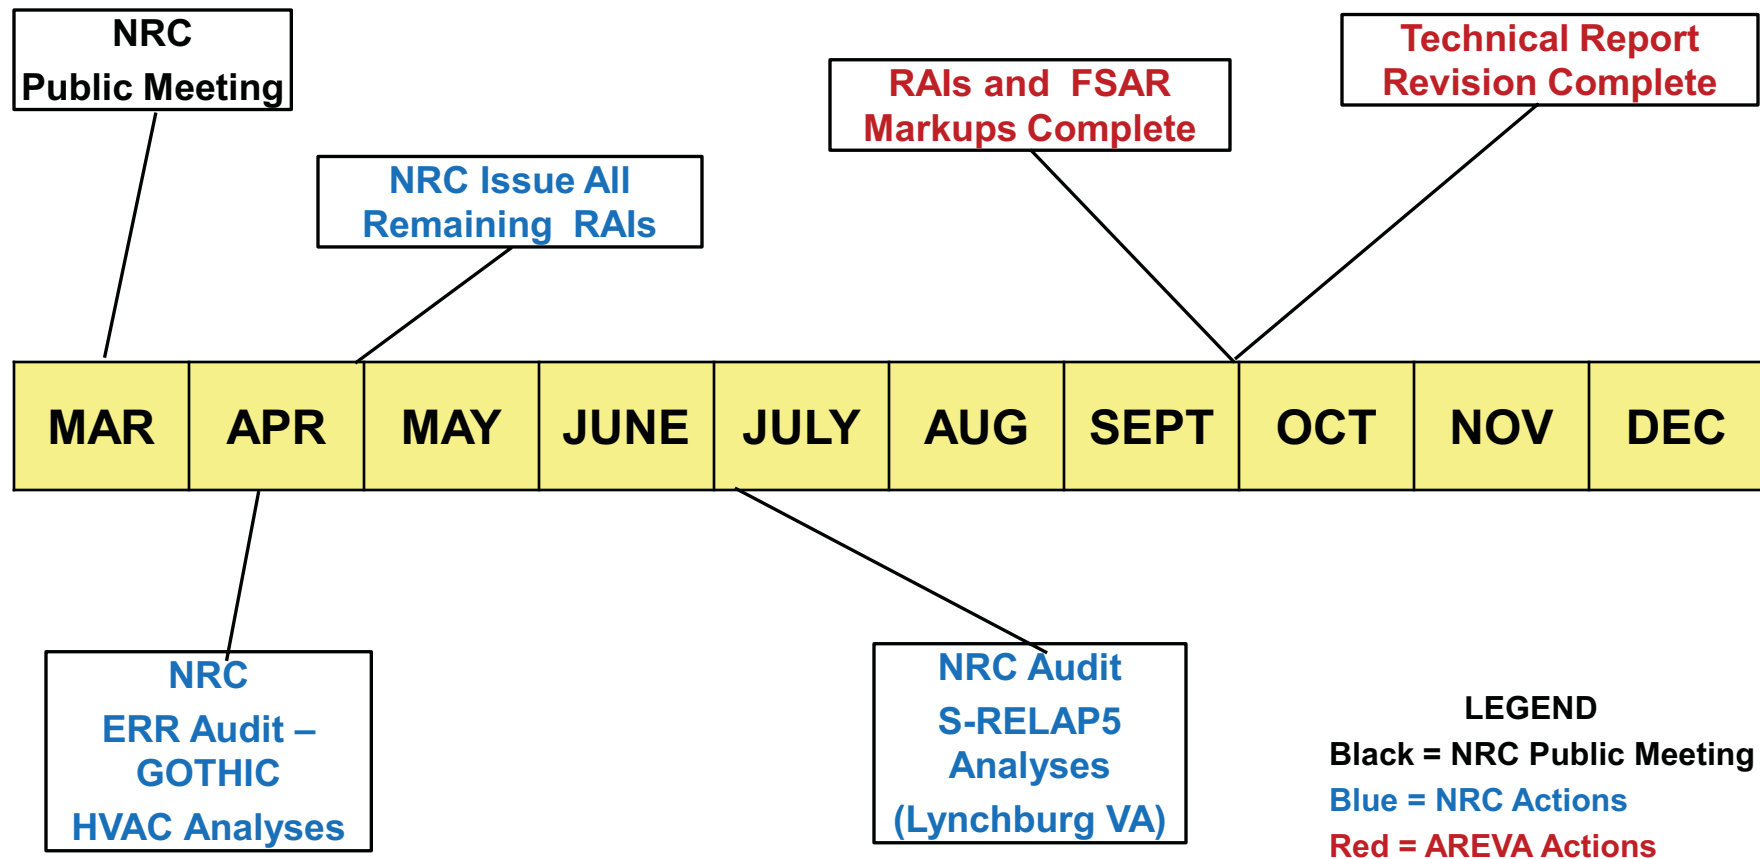 NRC
Public Meeting
NRC Issue All
Remaining RAIs
RAIs and FSAR
Markups Complete
Technical Report
Revision Complete
MAR APR MAY JUNE JULY AUG SEPT OCT NOV DEC
NRC
ERR Audit –
GOTHIC
HVAC Analyses
NRC Audit
S-RELAP5
Analyses
(Lynchburg VA)
LEGEND
Black = NRC Public Meeting
Blue = NRC Actions
Red = AREVA Actions